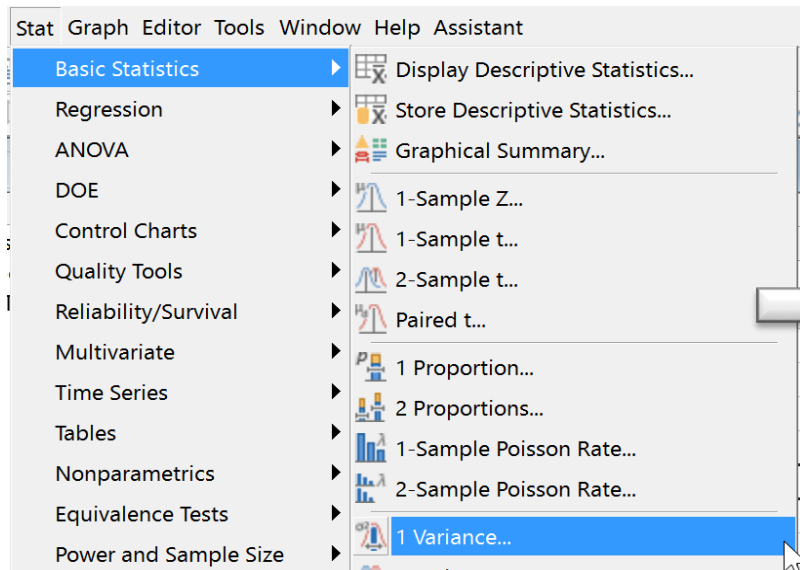 Stat Graph Editor Tools Window Help Assistant
Basic Statistics
Regression
ANOVA
DOE
Control Charts
Quality Tools
Reliability/Survival
Multivariate
Time Series
Tables
Nonparametrics
Equivalence Tests
Power and Sample Size
Display Descriptive Statistics...
Store Descriptive Statistics...
Graphical Summary...
1-Sample Z...
1-Sample t...
2-Sample t...
Paired t...
1 Proportion...
2 Proportions...
1-Sample Poisson Rate...
2-Sample Poisson Rate...
1 Variance...